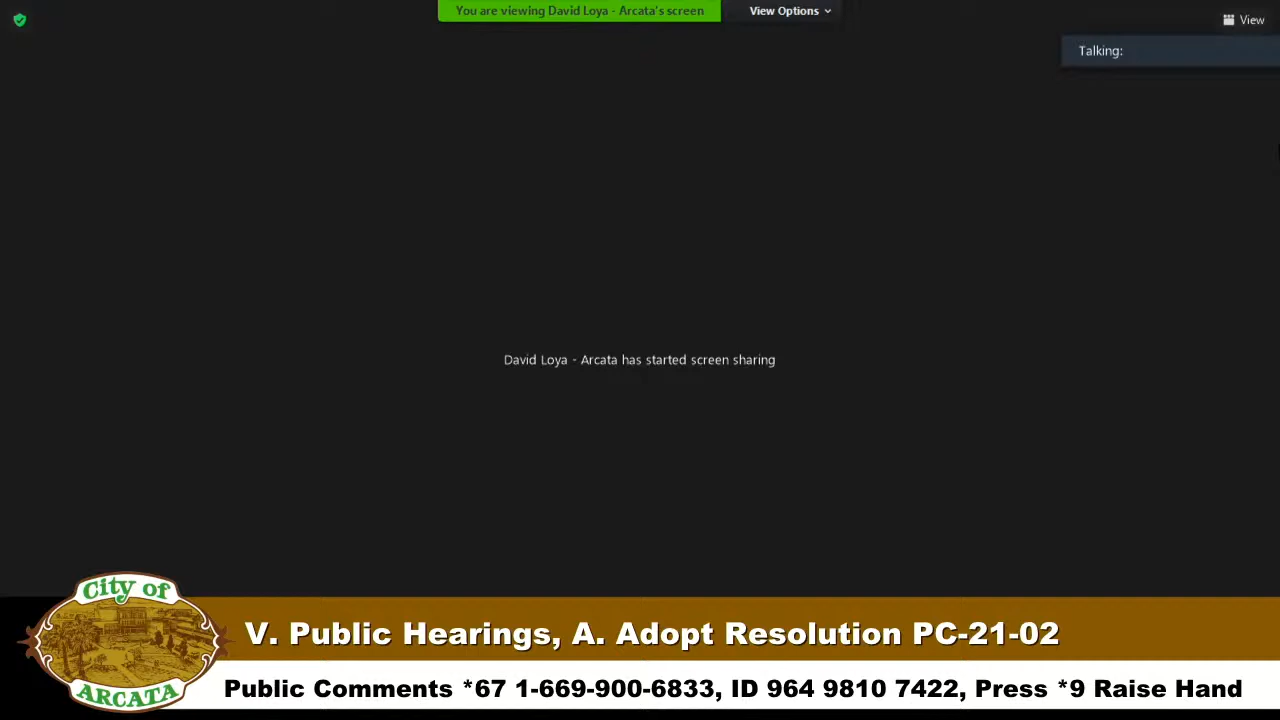 You are viewing David Loya - Arcata's screen
View Options
View
Talking:
David Loya - Arcata has started screen sharing
City of
ARCATA
V. Public Hearings, A. Adopt Resolution PC-21-02
Public Comments *67 1-669-900-6833, ID 964 9810 7422, Press *9 Raise Hand